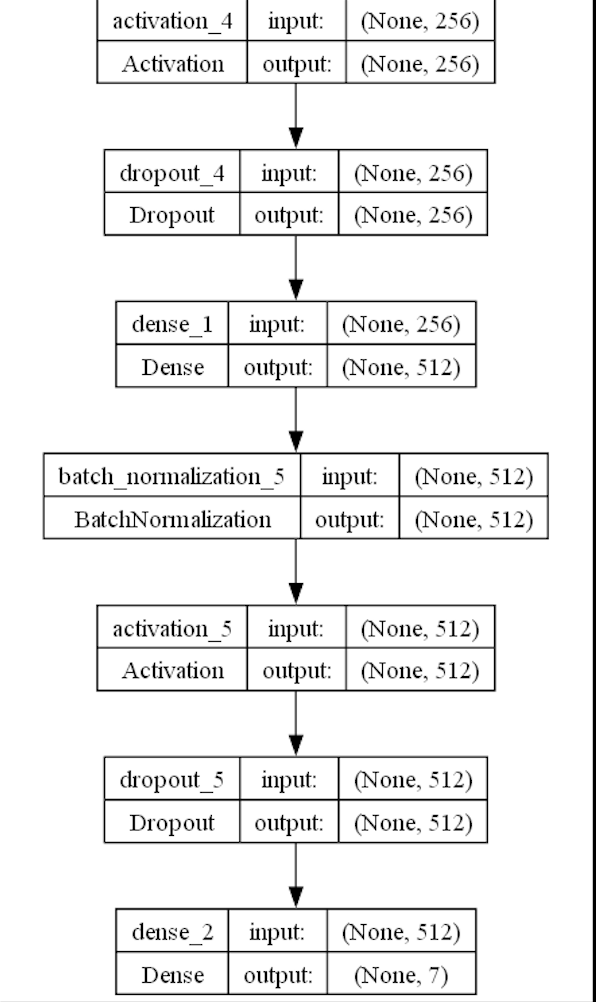 activation_4 input: (None, 256)
Activation output: (None, 256)
dropout_4 input: (None, 256)
Dropout output: (None, 256)
dense_1 input: (None, 256)
Dense output: (None, 512)
batch_normalization_5 input: (None, 512)
BatchNormalization output: (None, 512)
activation_5 input: (None, 512)
Activation output: (None, 512)
dropout_5 input: (None, 512)
Dropout output: (None, 512)
dense_2 input: (None, 512)
Dense output: (None, 7)